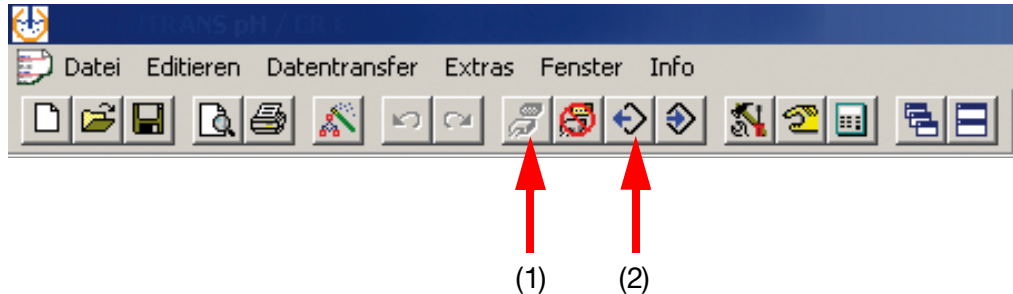 Datei Editieren Datentransfer Extras Fenster Info
(1) (2)